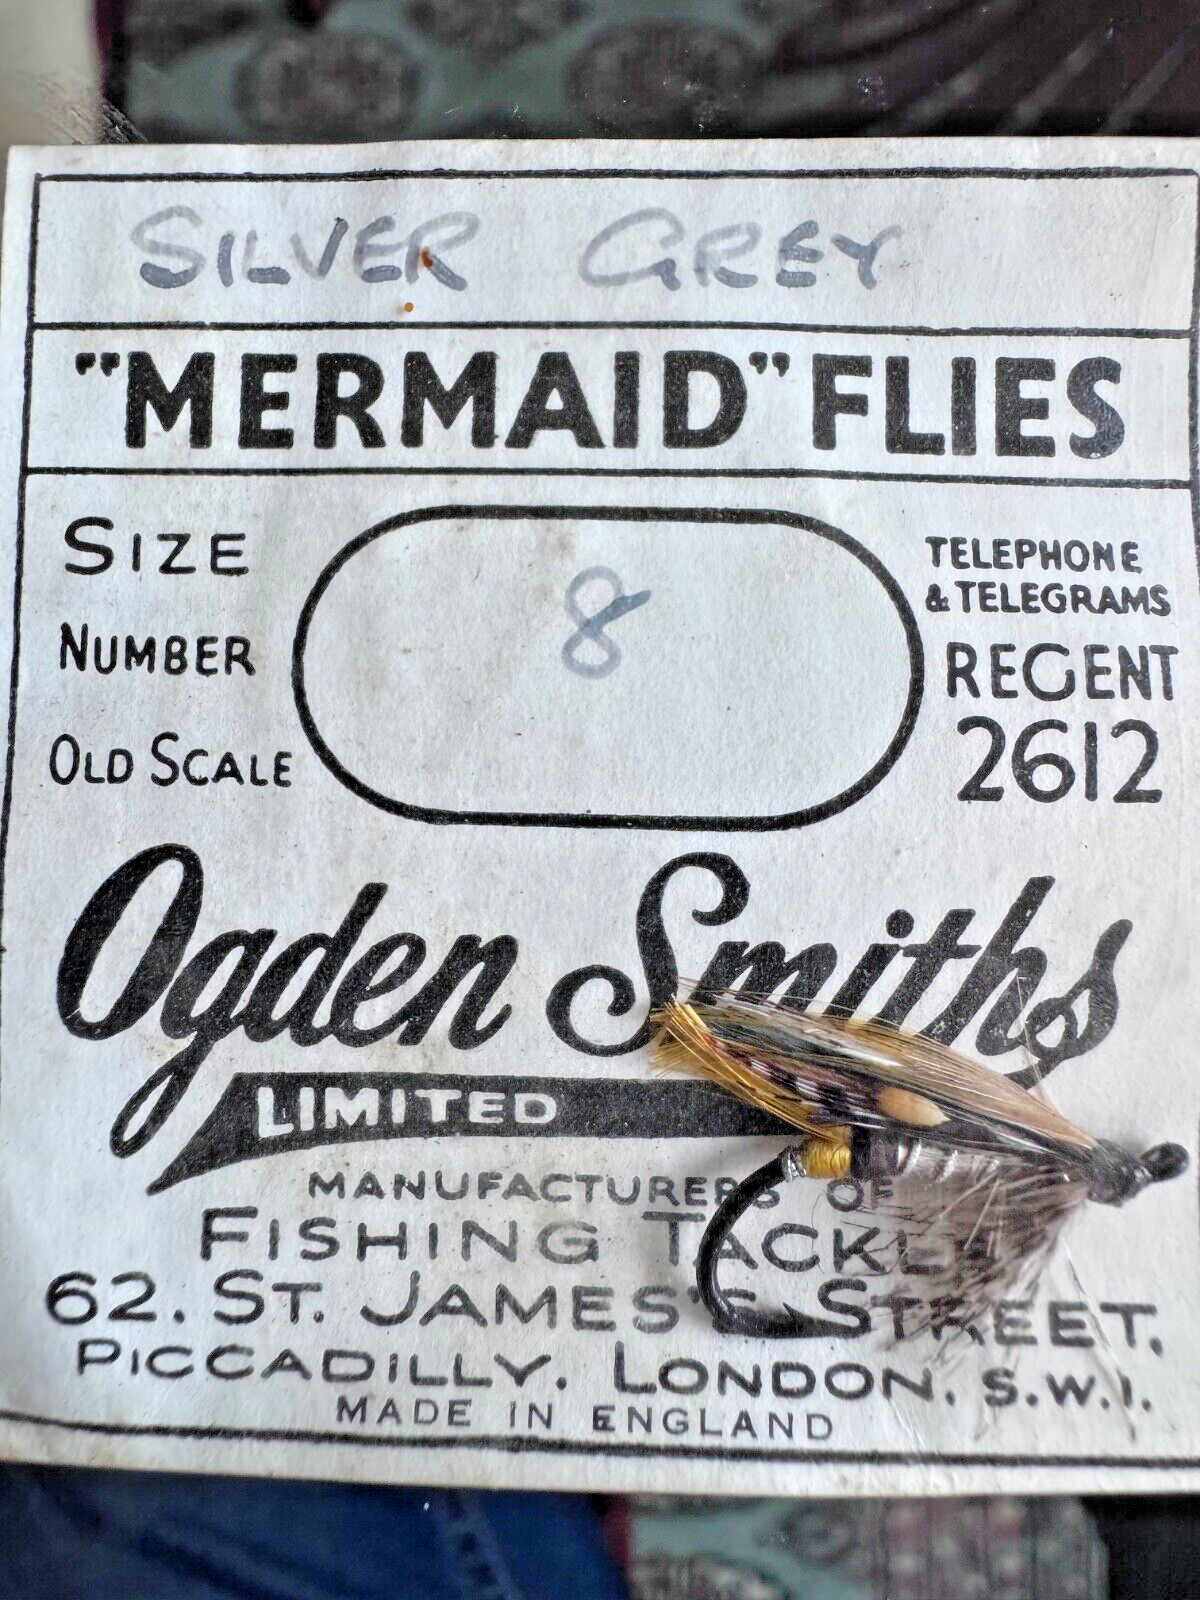 SILVER GREY
"MERMAID" FLIES
SIZE
NUMBER
OLD SCALE
8
TELEPHONE
& TELEGRAMS
REGENT
2612
Ogden Smiths
LIMITED
MANUFACTURERS OF
FISHING TACKLE
62. ST. JAMES'S STREET,
PICCADILLY. LONDON. S.W.1.
MADE IN ENGLAND